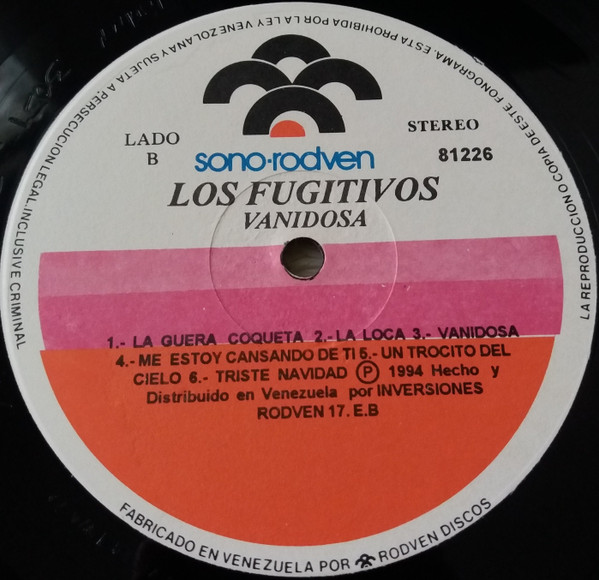 LA REPRODUCCION O COPIA DE ESTE FONOGRAMA. ESTA PROHIBIDA POR LA LEY VENEZOLANA Y SUJETA A PERSECUCION LEGAL INCLUSIVE CRIMINAL
LADO
B
STEREO
81226
sono-rodven
LOS FUGITIVOS
VANIDOSA
1.- LA GUERA COQUETA 2.- LA LOCA 3.- VANIDOSA
4.- ME ESTOY CANSANDO DE TI 5.- UN TROCITO DEL
CIELO 6.- TRISTE NAVIDAD Ⓟ 1994 Hecho y
Distribuido en Venezuela por INVERSIONES
RODVEN 17. E.B
FABRICADO EN VENEZUELA POR RODVEN DISCOS